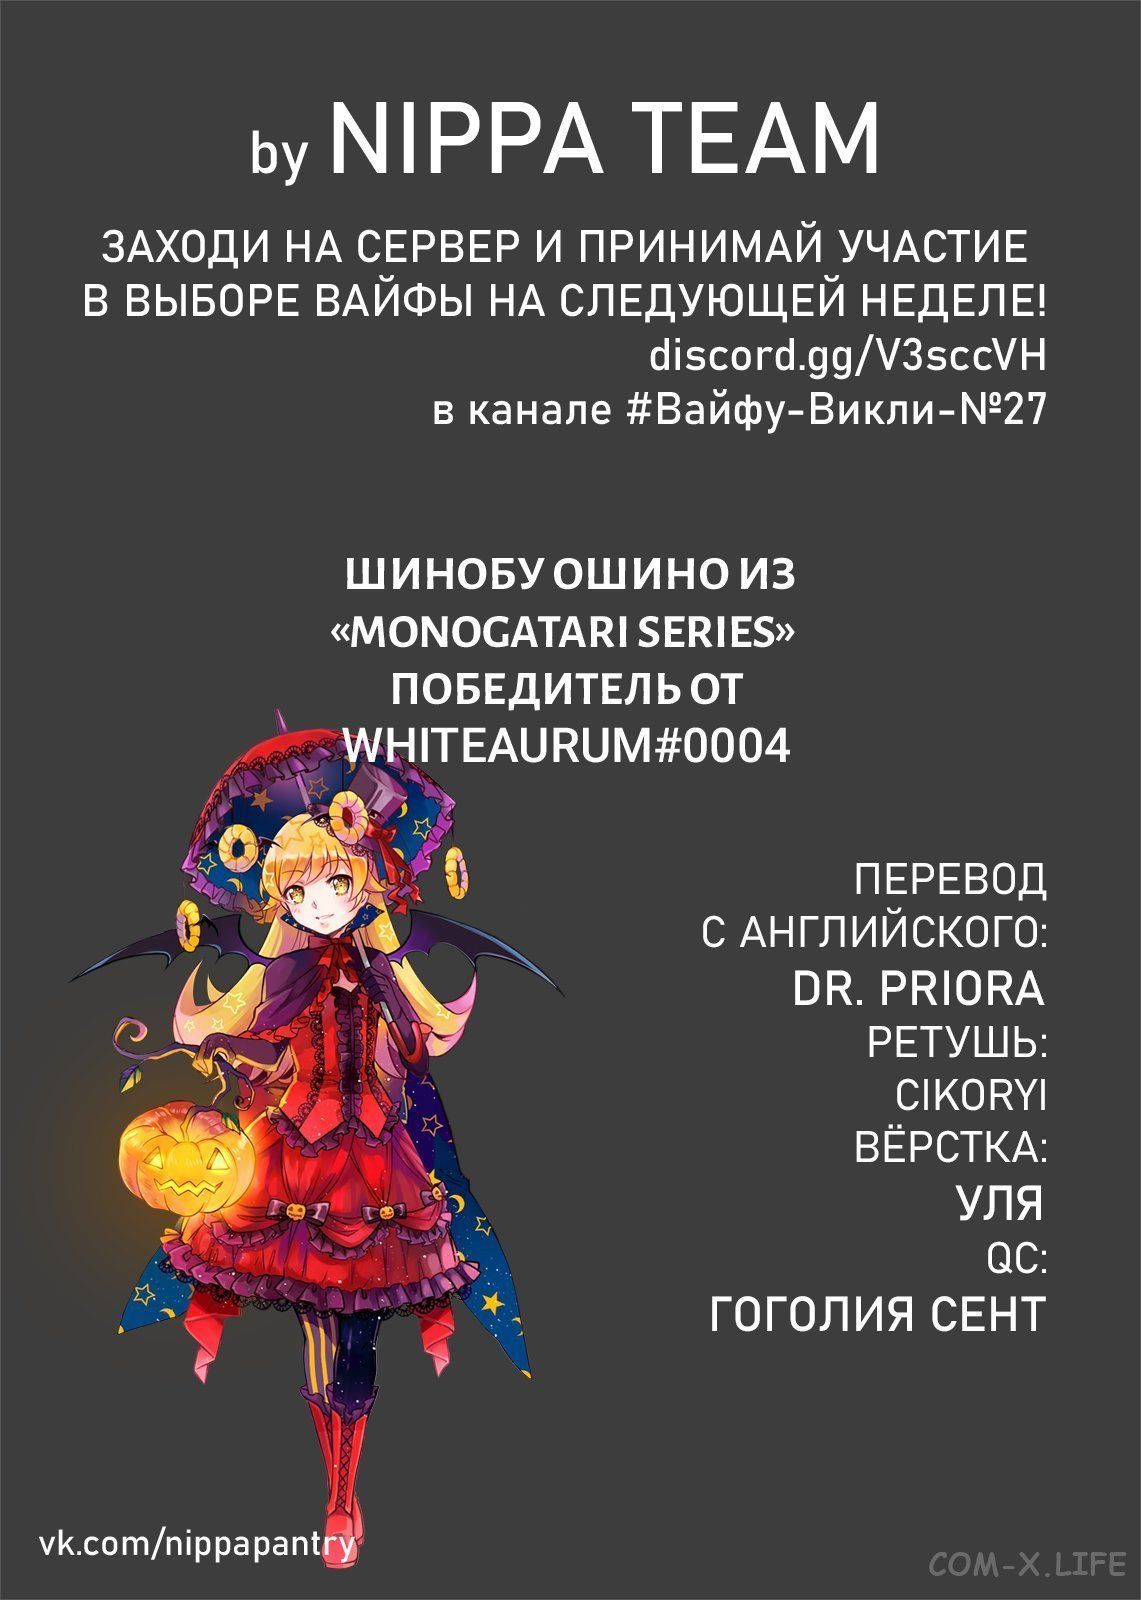 by NIPPA TEAM
ЗАХОДИ НА СЕРВЕР И ПРИНИМАЙ УЧАСТИЕ
В ВЫБОРЕ ВАЙФЫ НА СЛЕДУЮЩЕЙ НЕДЕЛЕ!
discord.gg/V3sccVH
в канале #Вайфу-Викли-№27
ШИНОБУ ОШИНО ИЗ
«MONOGATARI SERIES»
ПОБЕДИТЕЛЬ ОТ
WHITEAURUM#0004
ПЕРЕВОД
С АНГЛИЙСКОГО:
DR. PRIORA
РЕТУШЬ:
CIKORYI
ВЁРСТКА:
УЛЯ
QC:
ГОГОЛИЯ СЕНТ
vk.com/nippapantry
COM-X.LIFE